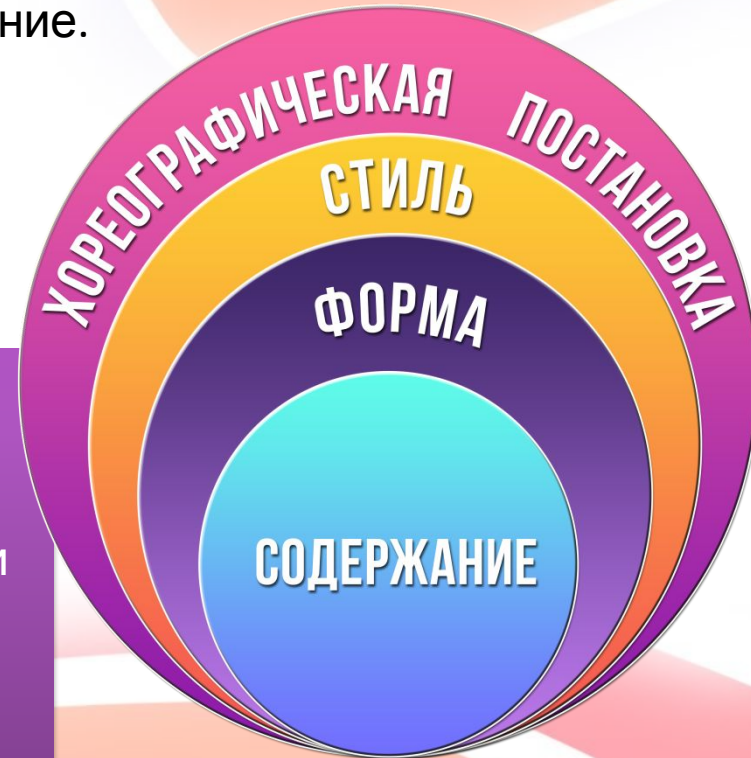 ние.
ХОРЕОГРАФИЧЕСКАЯ ПОСТАНОВКА
СТИЛЬ
ФОРМА
и
СОДЕРЖАНИЕ